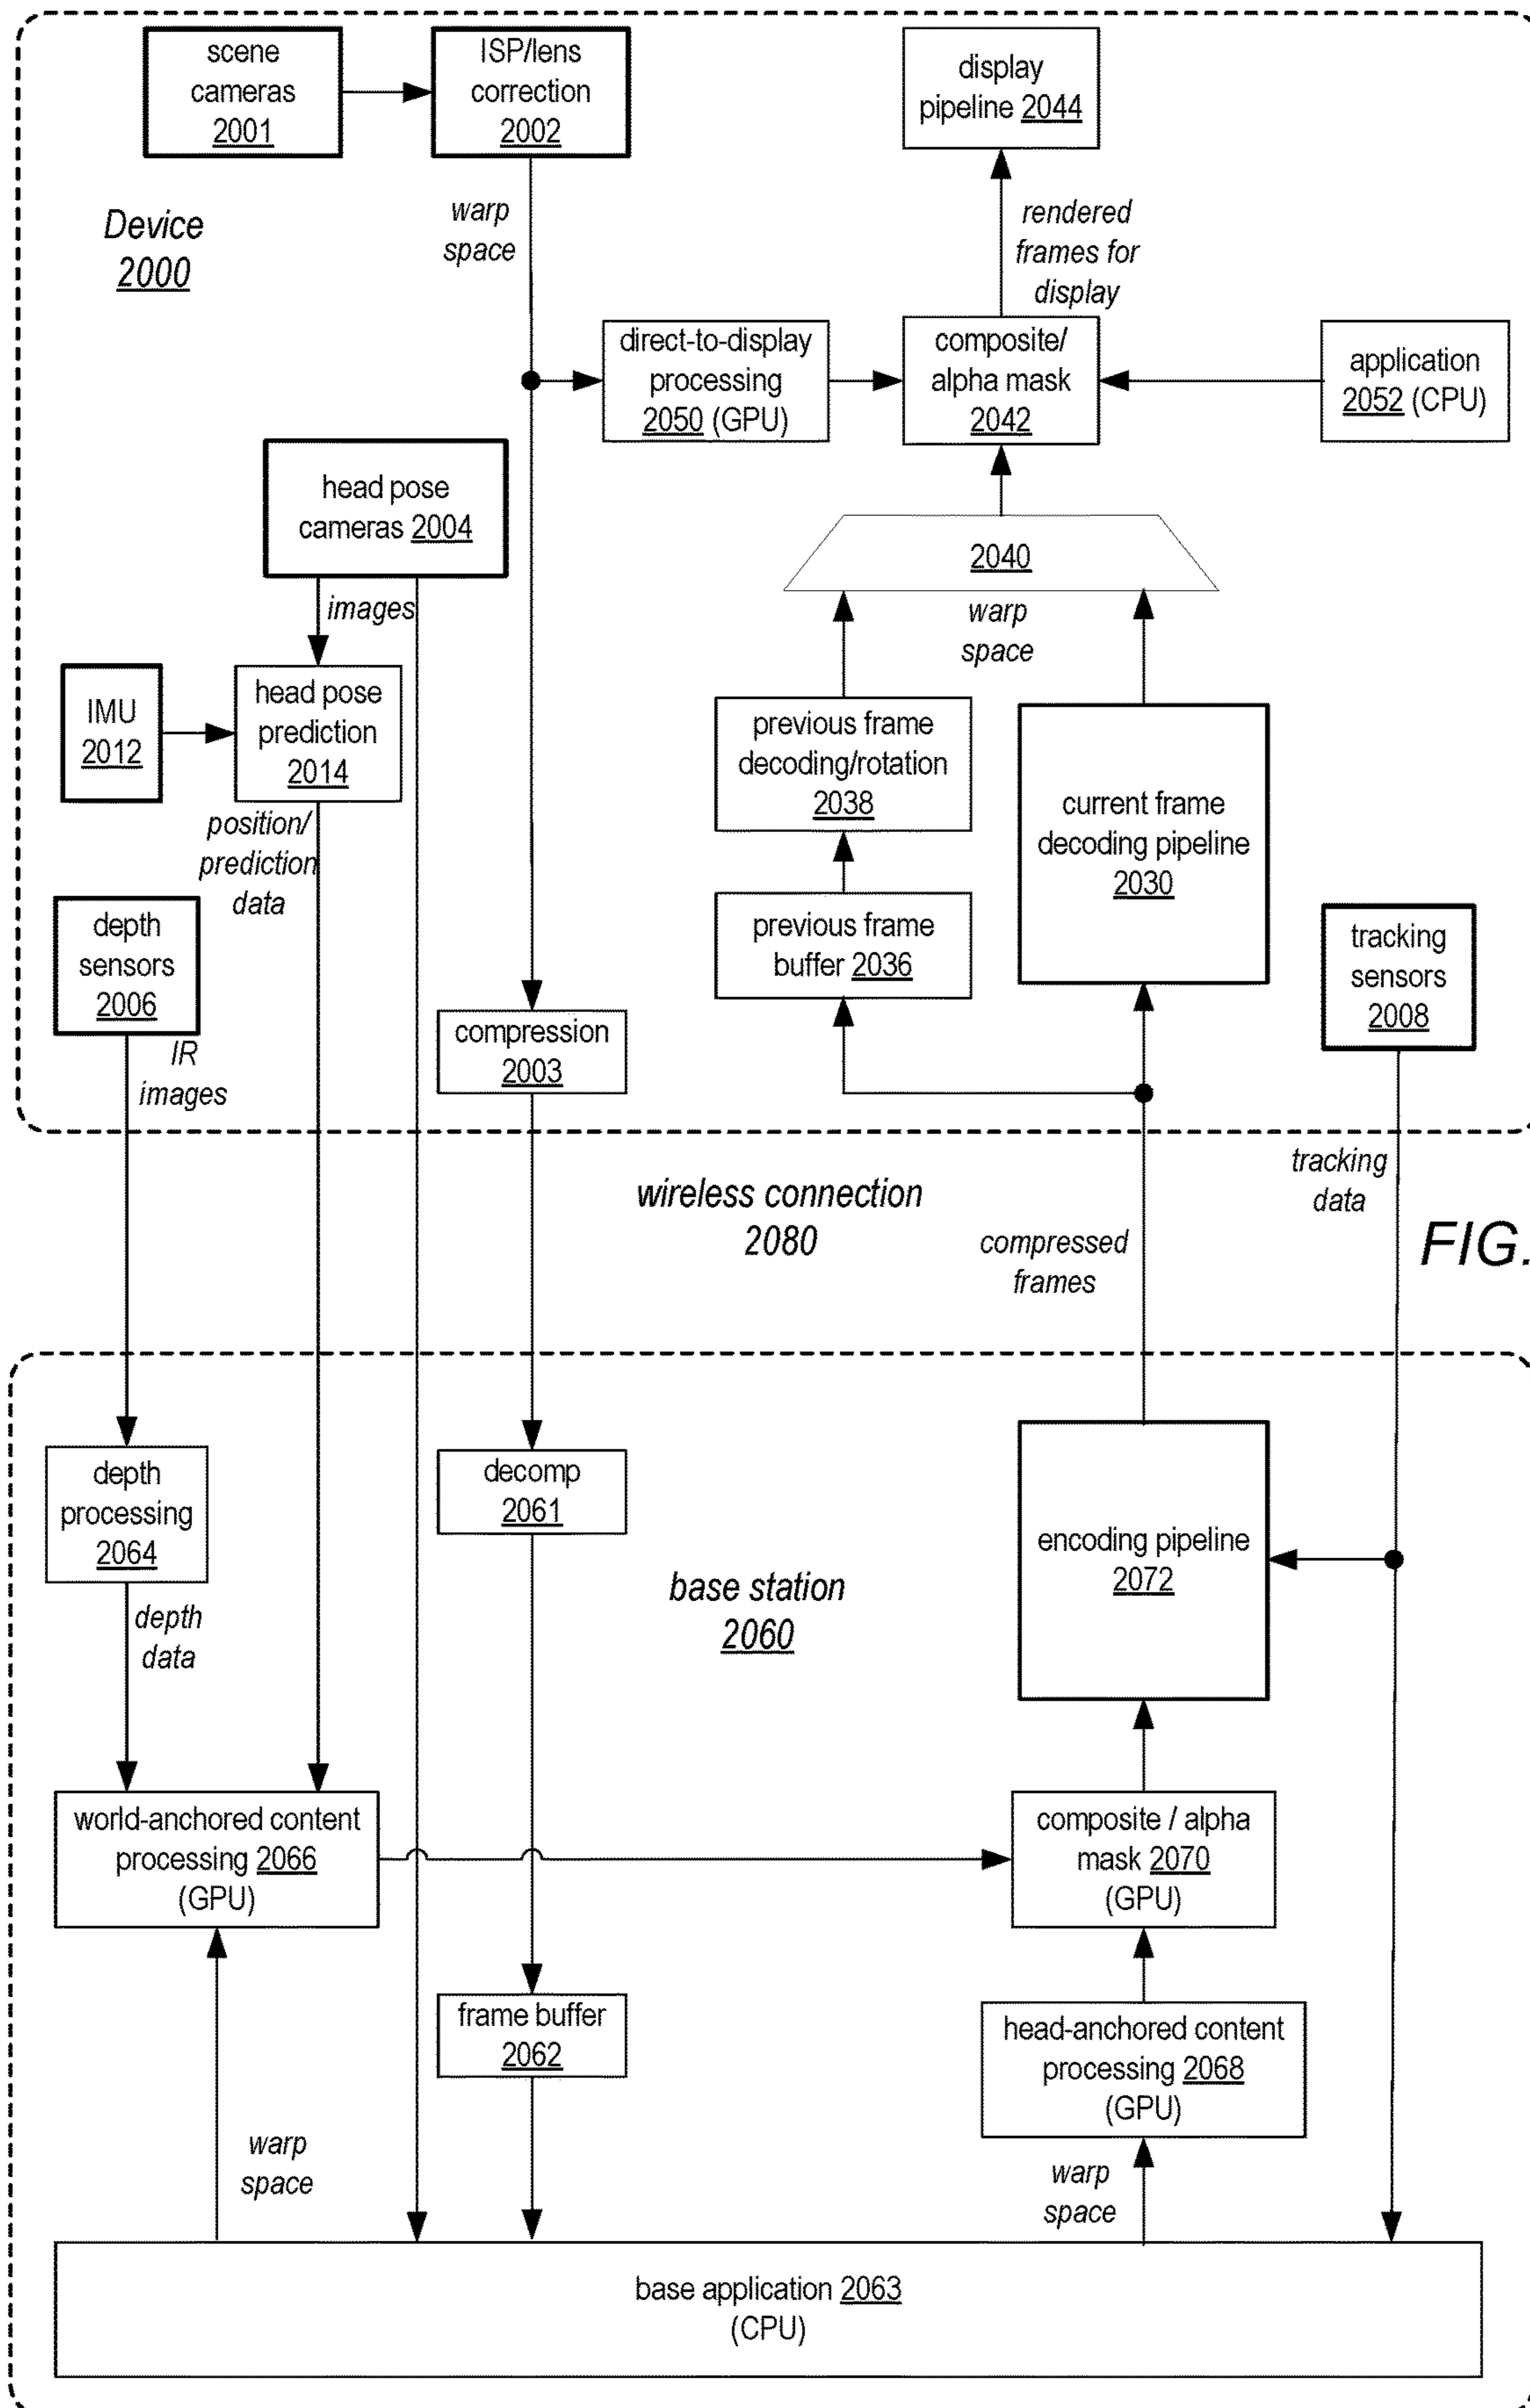 scene
cameras
2001
ISP/lens
correction
2002
display
pipeline 2044
Device
2000
warp
space
rendered
frames for
display
direct-to-display
processing
2050 (GPU)
composite/
alpha mask
2042
application
2052 (CPU)
head pose
cameras 2004
2040
images
warp
space
IMU
2012
head pose
prediction
2014
previous frame
decoding/rotation
2038
current frame
decoding pipeline
2030
position/
prediction
data
depth
sensors
2006
previous frame
buffer 2036
tracking
sensors
2008
IR
images
compression
2003
wireless connection
2080
tracking
data
compressed
frames
FIG.
depth
processing
2064
decomp
2061
encoding pipeline
2072
base station
2060
depth
data
world-anchored content
processing 2066
(GPU)
composite / alpha
mask 2070
(GPU)
frame buffer
2062
head-anchored content
processing 2068
(GPU)
warp
space
warp
space
base application 2063
(CPU)